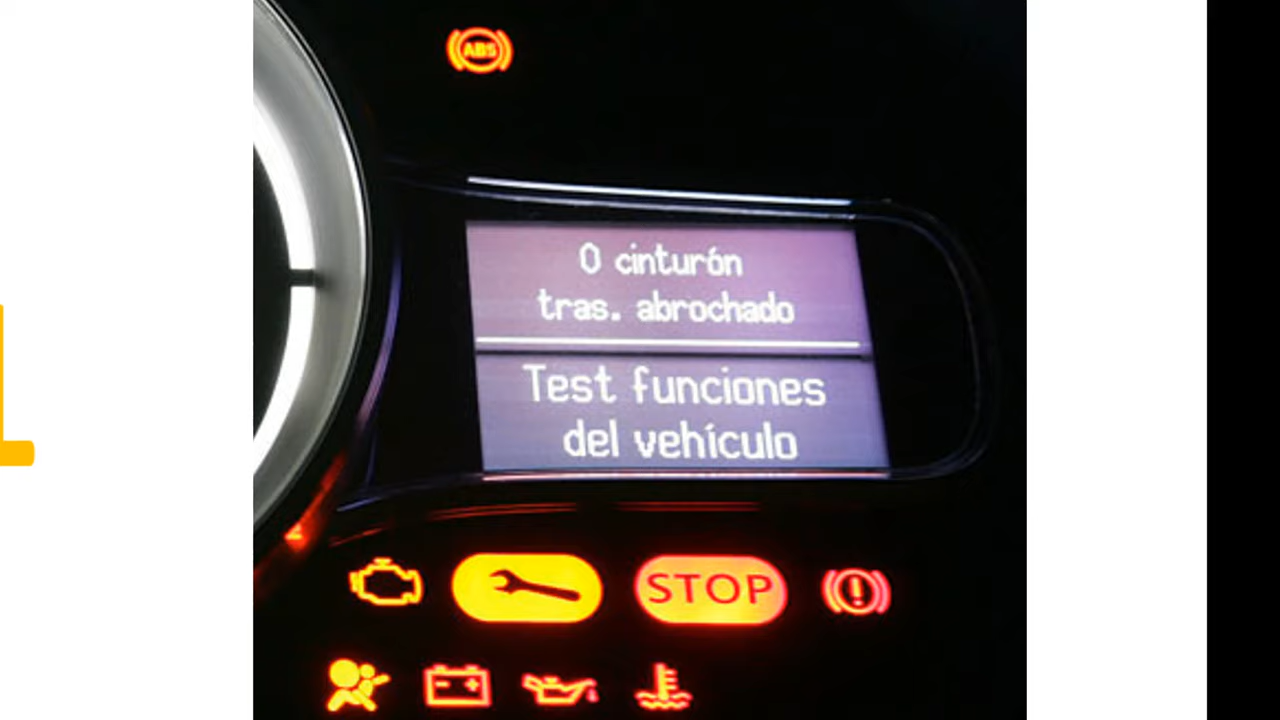 ABS
0 cinturón
tras. abrochado
Test funciones
del vehículo
STOP